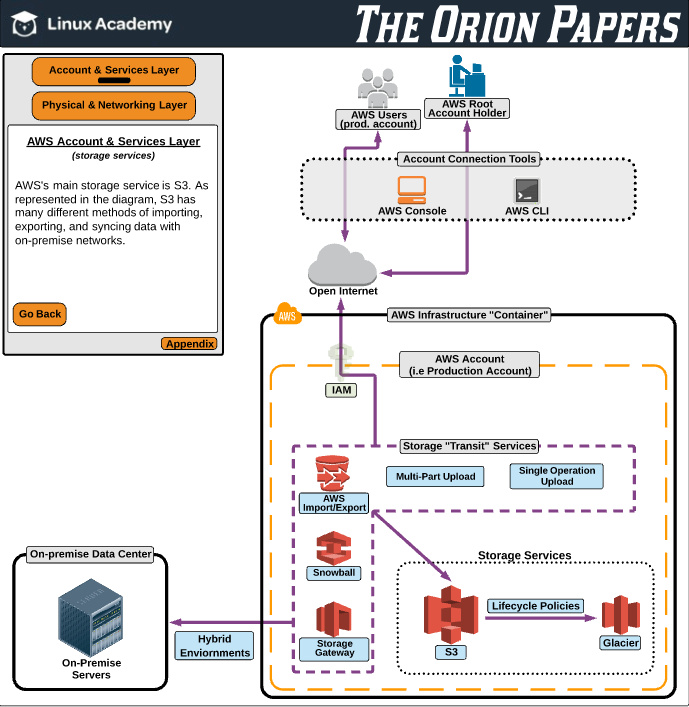 Linux Academy
THE ORION PAPERS
Account & Services Layer
Physical & Networking Layer
AWS Account & Services Layer
(storage services)
AWS's main storage service is S3. As
represented in the diagram, S3 has
many different methods of importing,
exporting, and syncing data with
on-premise networks.
Go Back
Appendix
AWS Users
(prod. account)
AWS Root
Account Holder
Account Connection Tools
AWS Console
AWS CLI
Open Internet
AWS
AWS Infrastructure "Container"
AWS Account
(i.e Production Account)
IAM
Storage "Transit" Services
AWS
Import/Export
Multi-Part Upload
Single Operation
Upload
Snowball
Storage
Gateway
Storage Services
S3
Lifecycle Policies
Glacier
On-premise Data Center
On-Premise
Servers
Hybrid
Enviornments